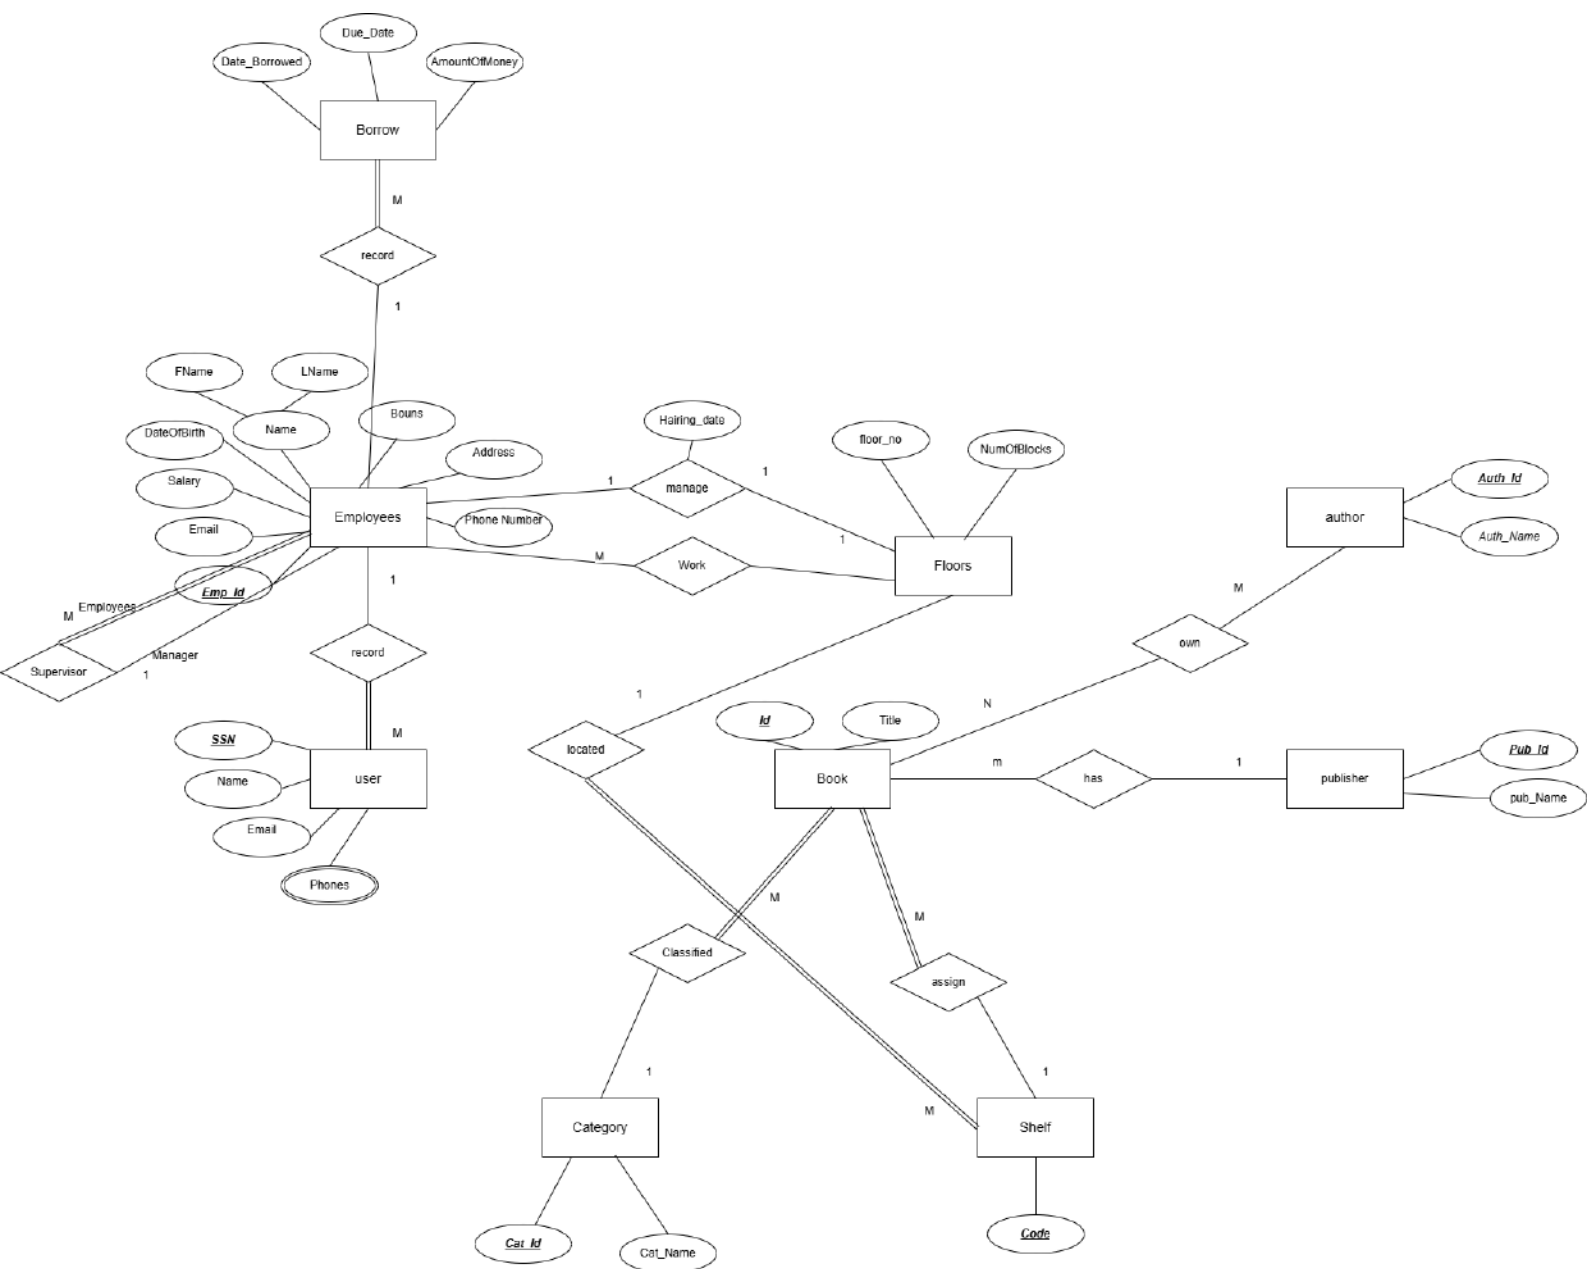 Due_Date
Date_Borrowed
AmountOfMoney
Borrow
M
record
1
FName
LName
Bouns
Name
DateOfBirth
Address
Salary
Email
Employees
Phone Number
Emp_Id
Hairing_date
1
manage
1
floor_no
NumOfBlocks
M
Work
1
Floors
Auth_Id
author
Auth_Name
M
own
N
Employees
M
Manager
Supervisor
1
1
record
M
SSN
Name
user
Email
Phones
1
located
Id
Title
Book
m
has
1
publisher
Pub_Id
pub_Name
M
Classified
M
assign
1
Category
M
1
Shelf
Cat_Id
Cat_Name
Code